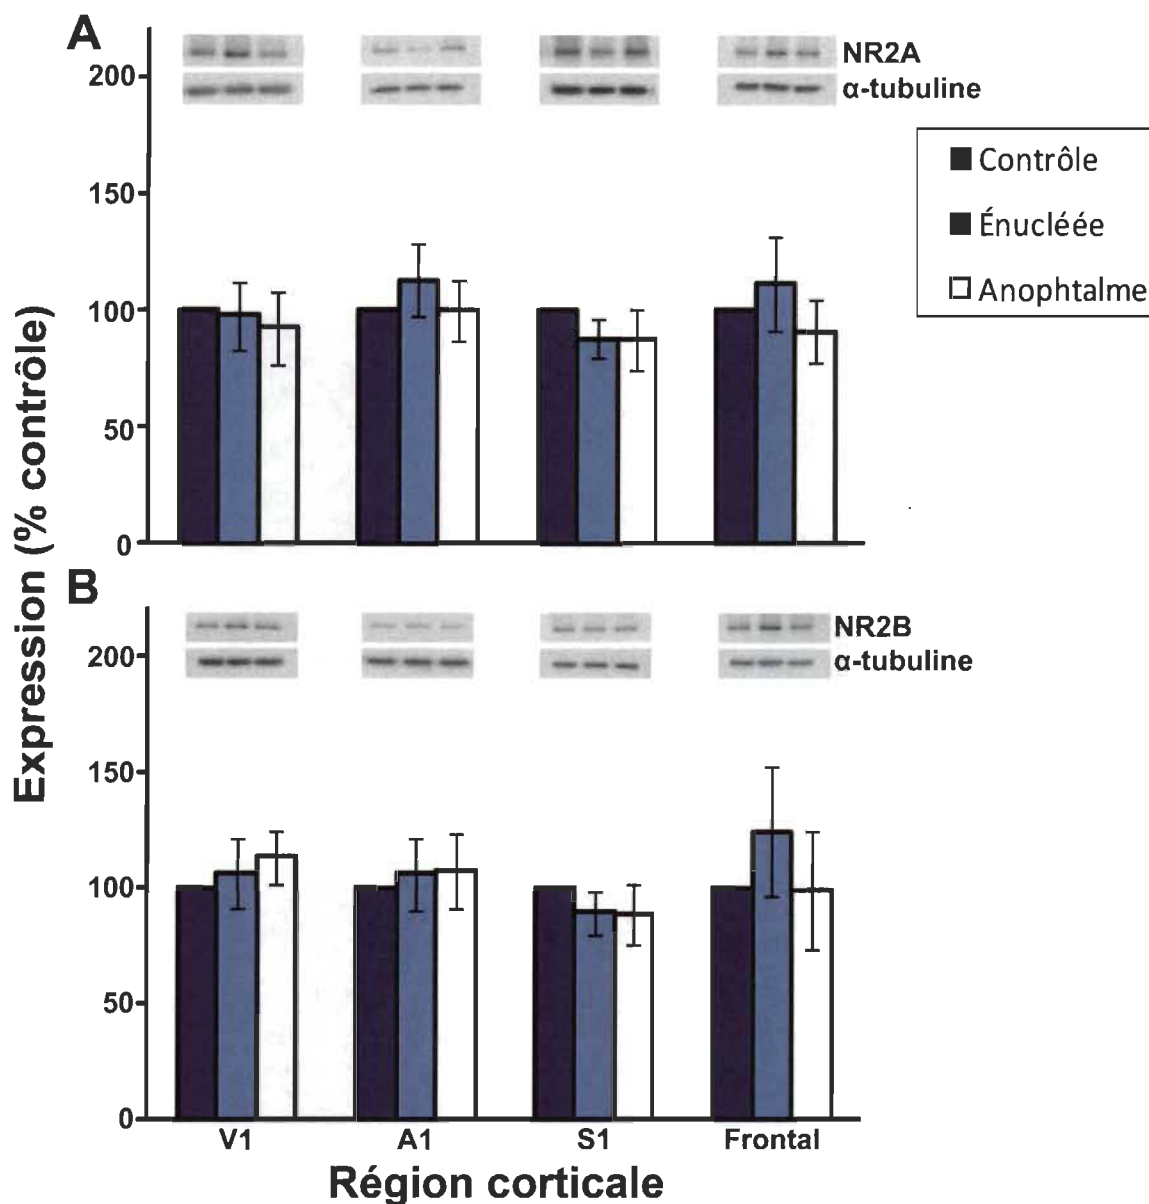 A
NR2A
α-tubuline
200
150
100
50
0
Contrôle
Énucléée
Anophtalme
Expression (% contrôle)
B
NR2B
α-tubuline
200
150
100
50
0
V1 A1 S1 Frontal
Région corticale